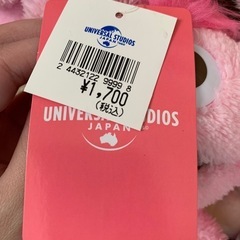 UNIVERSAL STUDIOS
JAPAN
2 4432122 9999 8
¥1,700
(税込)
UNIVERSAL STUDIOS
JAPAN